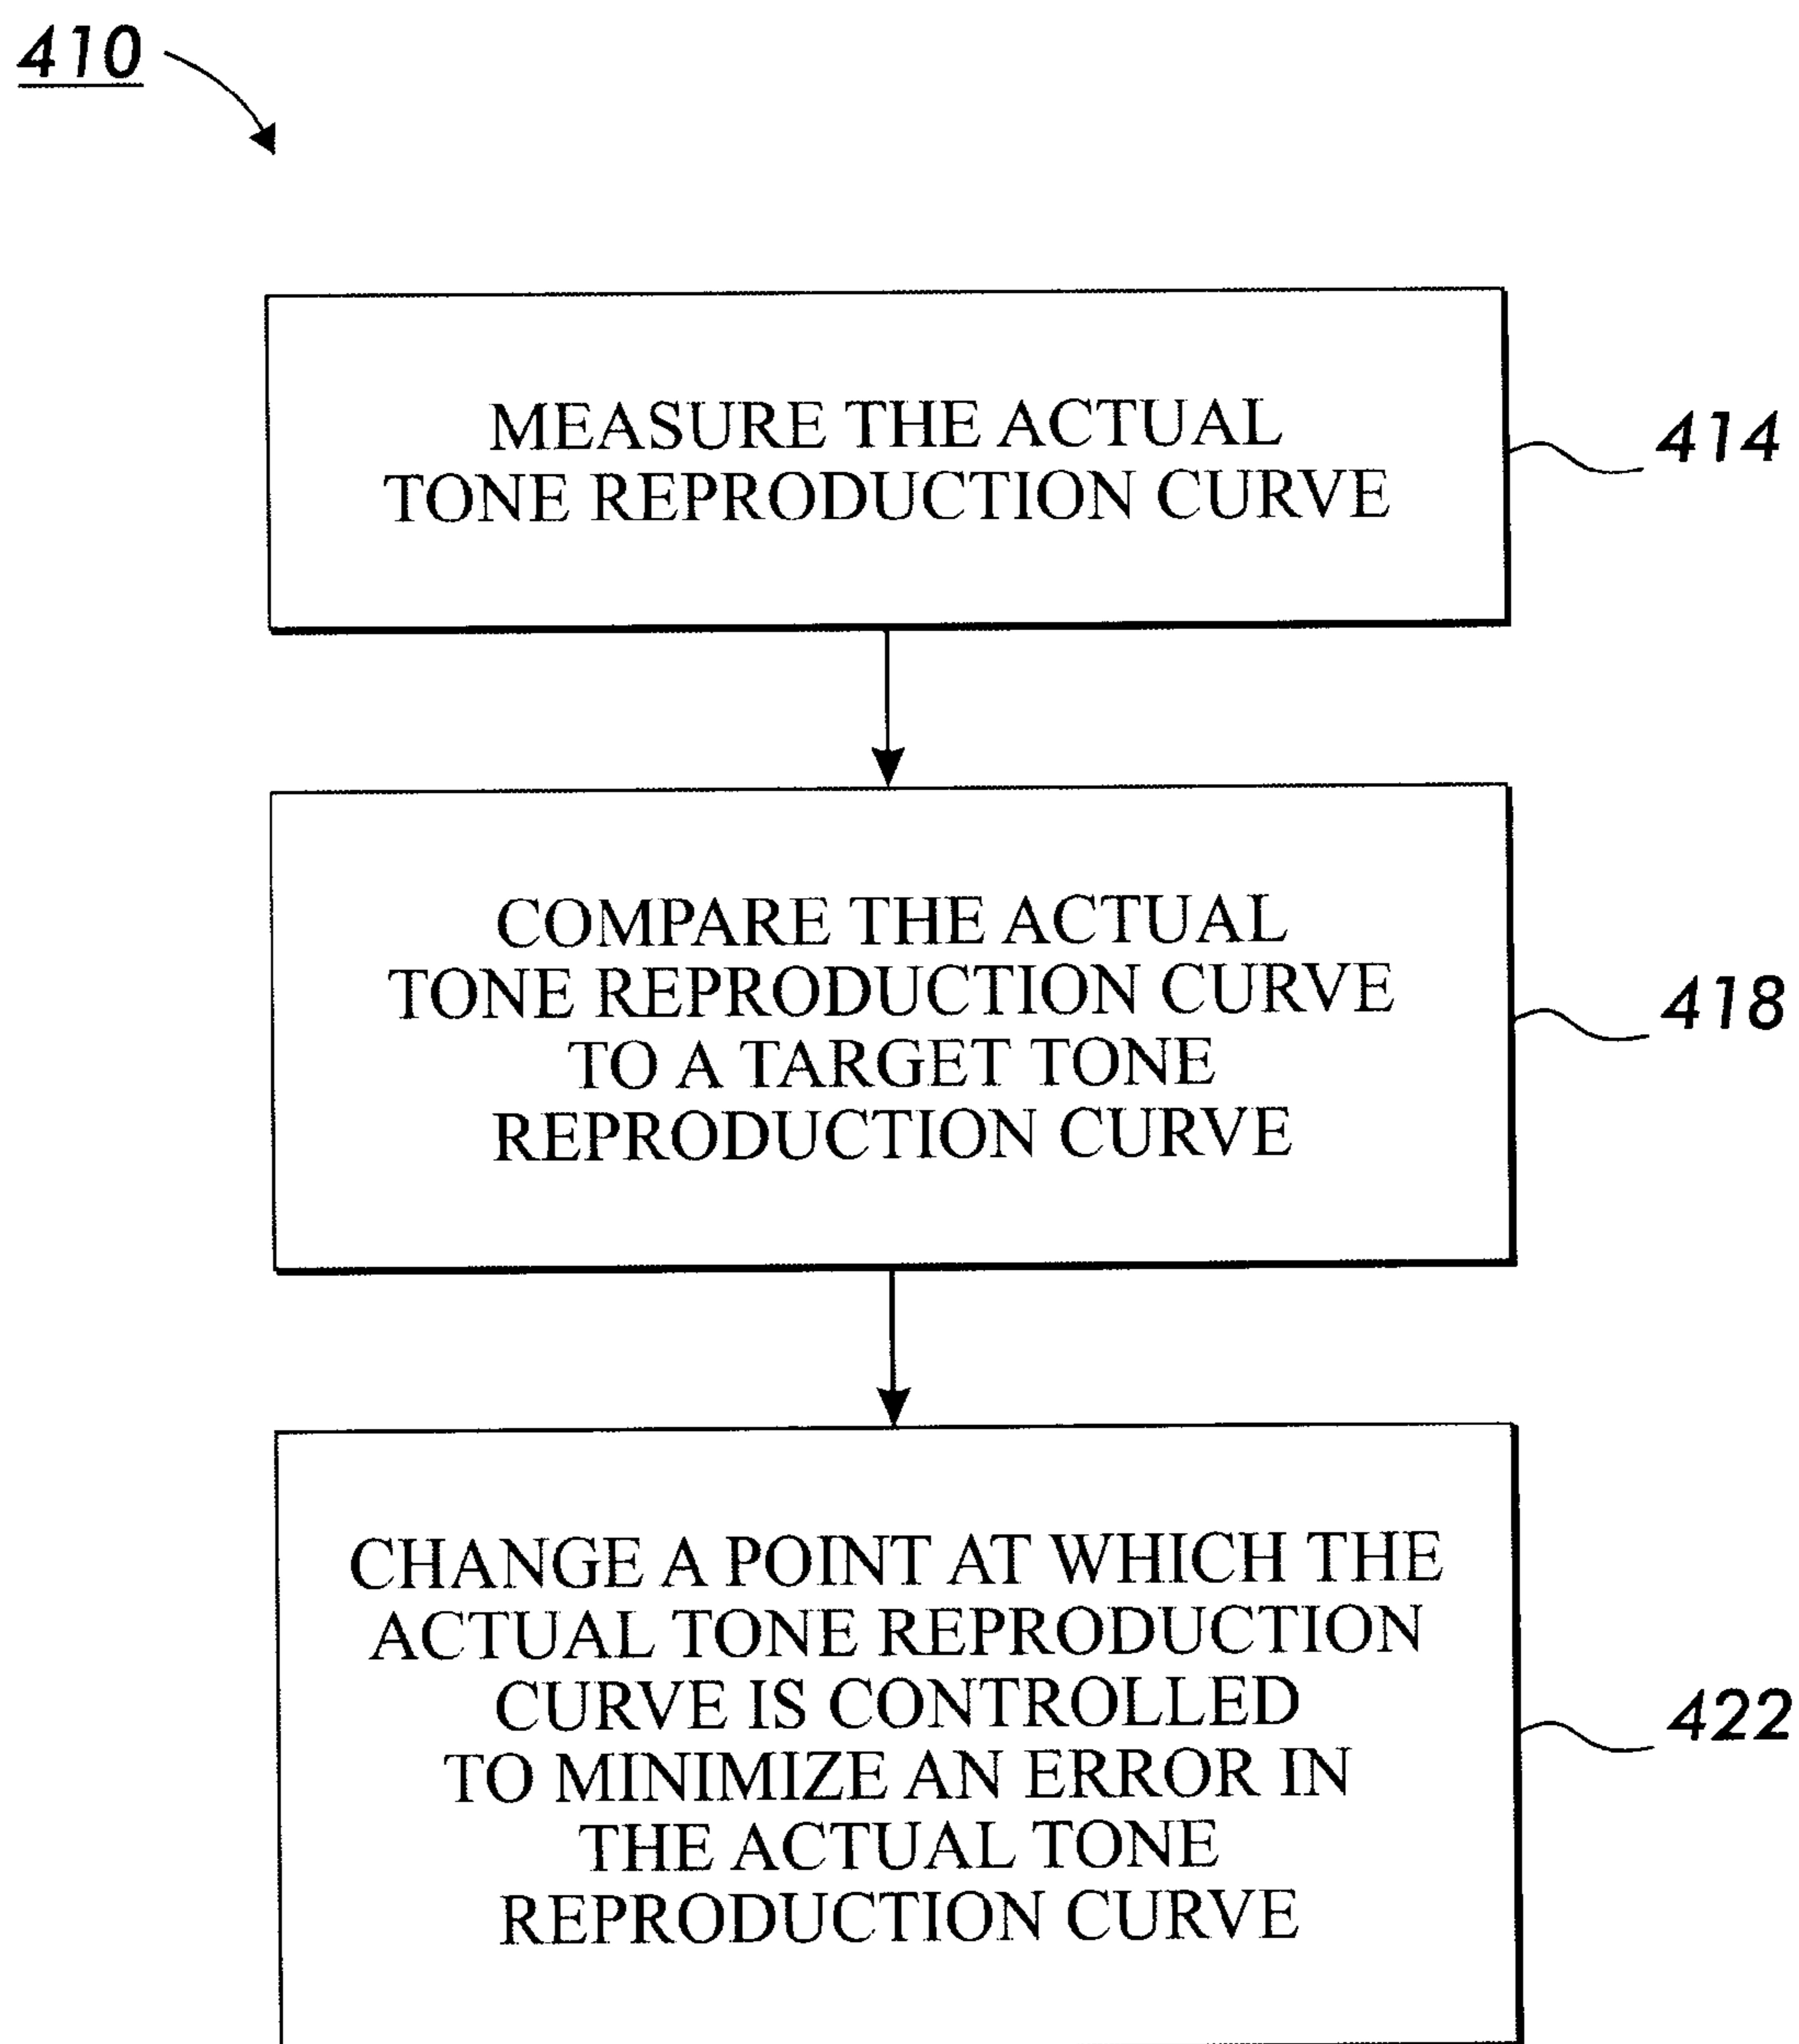 410
MEASURE THE ACTUAL
TONE REPRODUCTION CURVE
414
COMPARE THE ACTUAL
TONE REPRODUCTION CURVE
TO A TARGET TONE
REPRODUCTION CURVE
418
CHANGE A POINT AT WHICH THE
ACTUAL TONE REPRODUCTION
CURVE IS CONTROLLED
TO MINIMIZE AN ERROR IN
THE ACTUAL TONE
REPRODUCTION CURVE
422